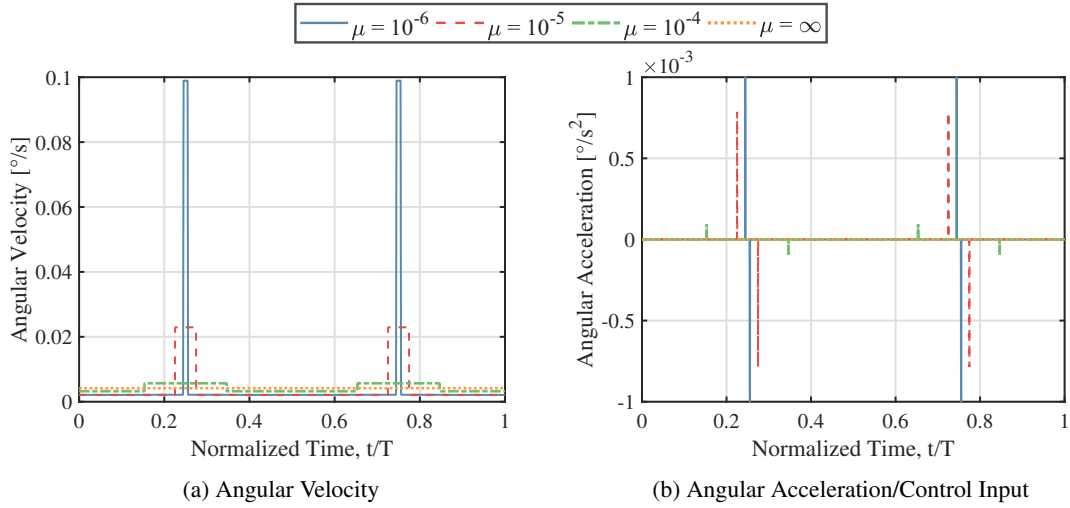 μ = 10⁻⁶ μ = 10⁻⁵ μ = 10⁻⁴ μ = ∞
Angular Velocity [°/s]
0.1
0.08
0.06
0.04
0.02
0
0 0.2 0.4 0.6 0.8 1
Normalized Time, t/T
(a) Angular Velocity
Angular Acceleration [°/s²]
×10⁻³
1
0.5
0
-0.5
-1
0 0.2 0.4 0.6 0.8 1
Normalized Time, t/T
(b) Angular Acceleration/Control Input